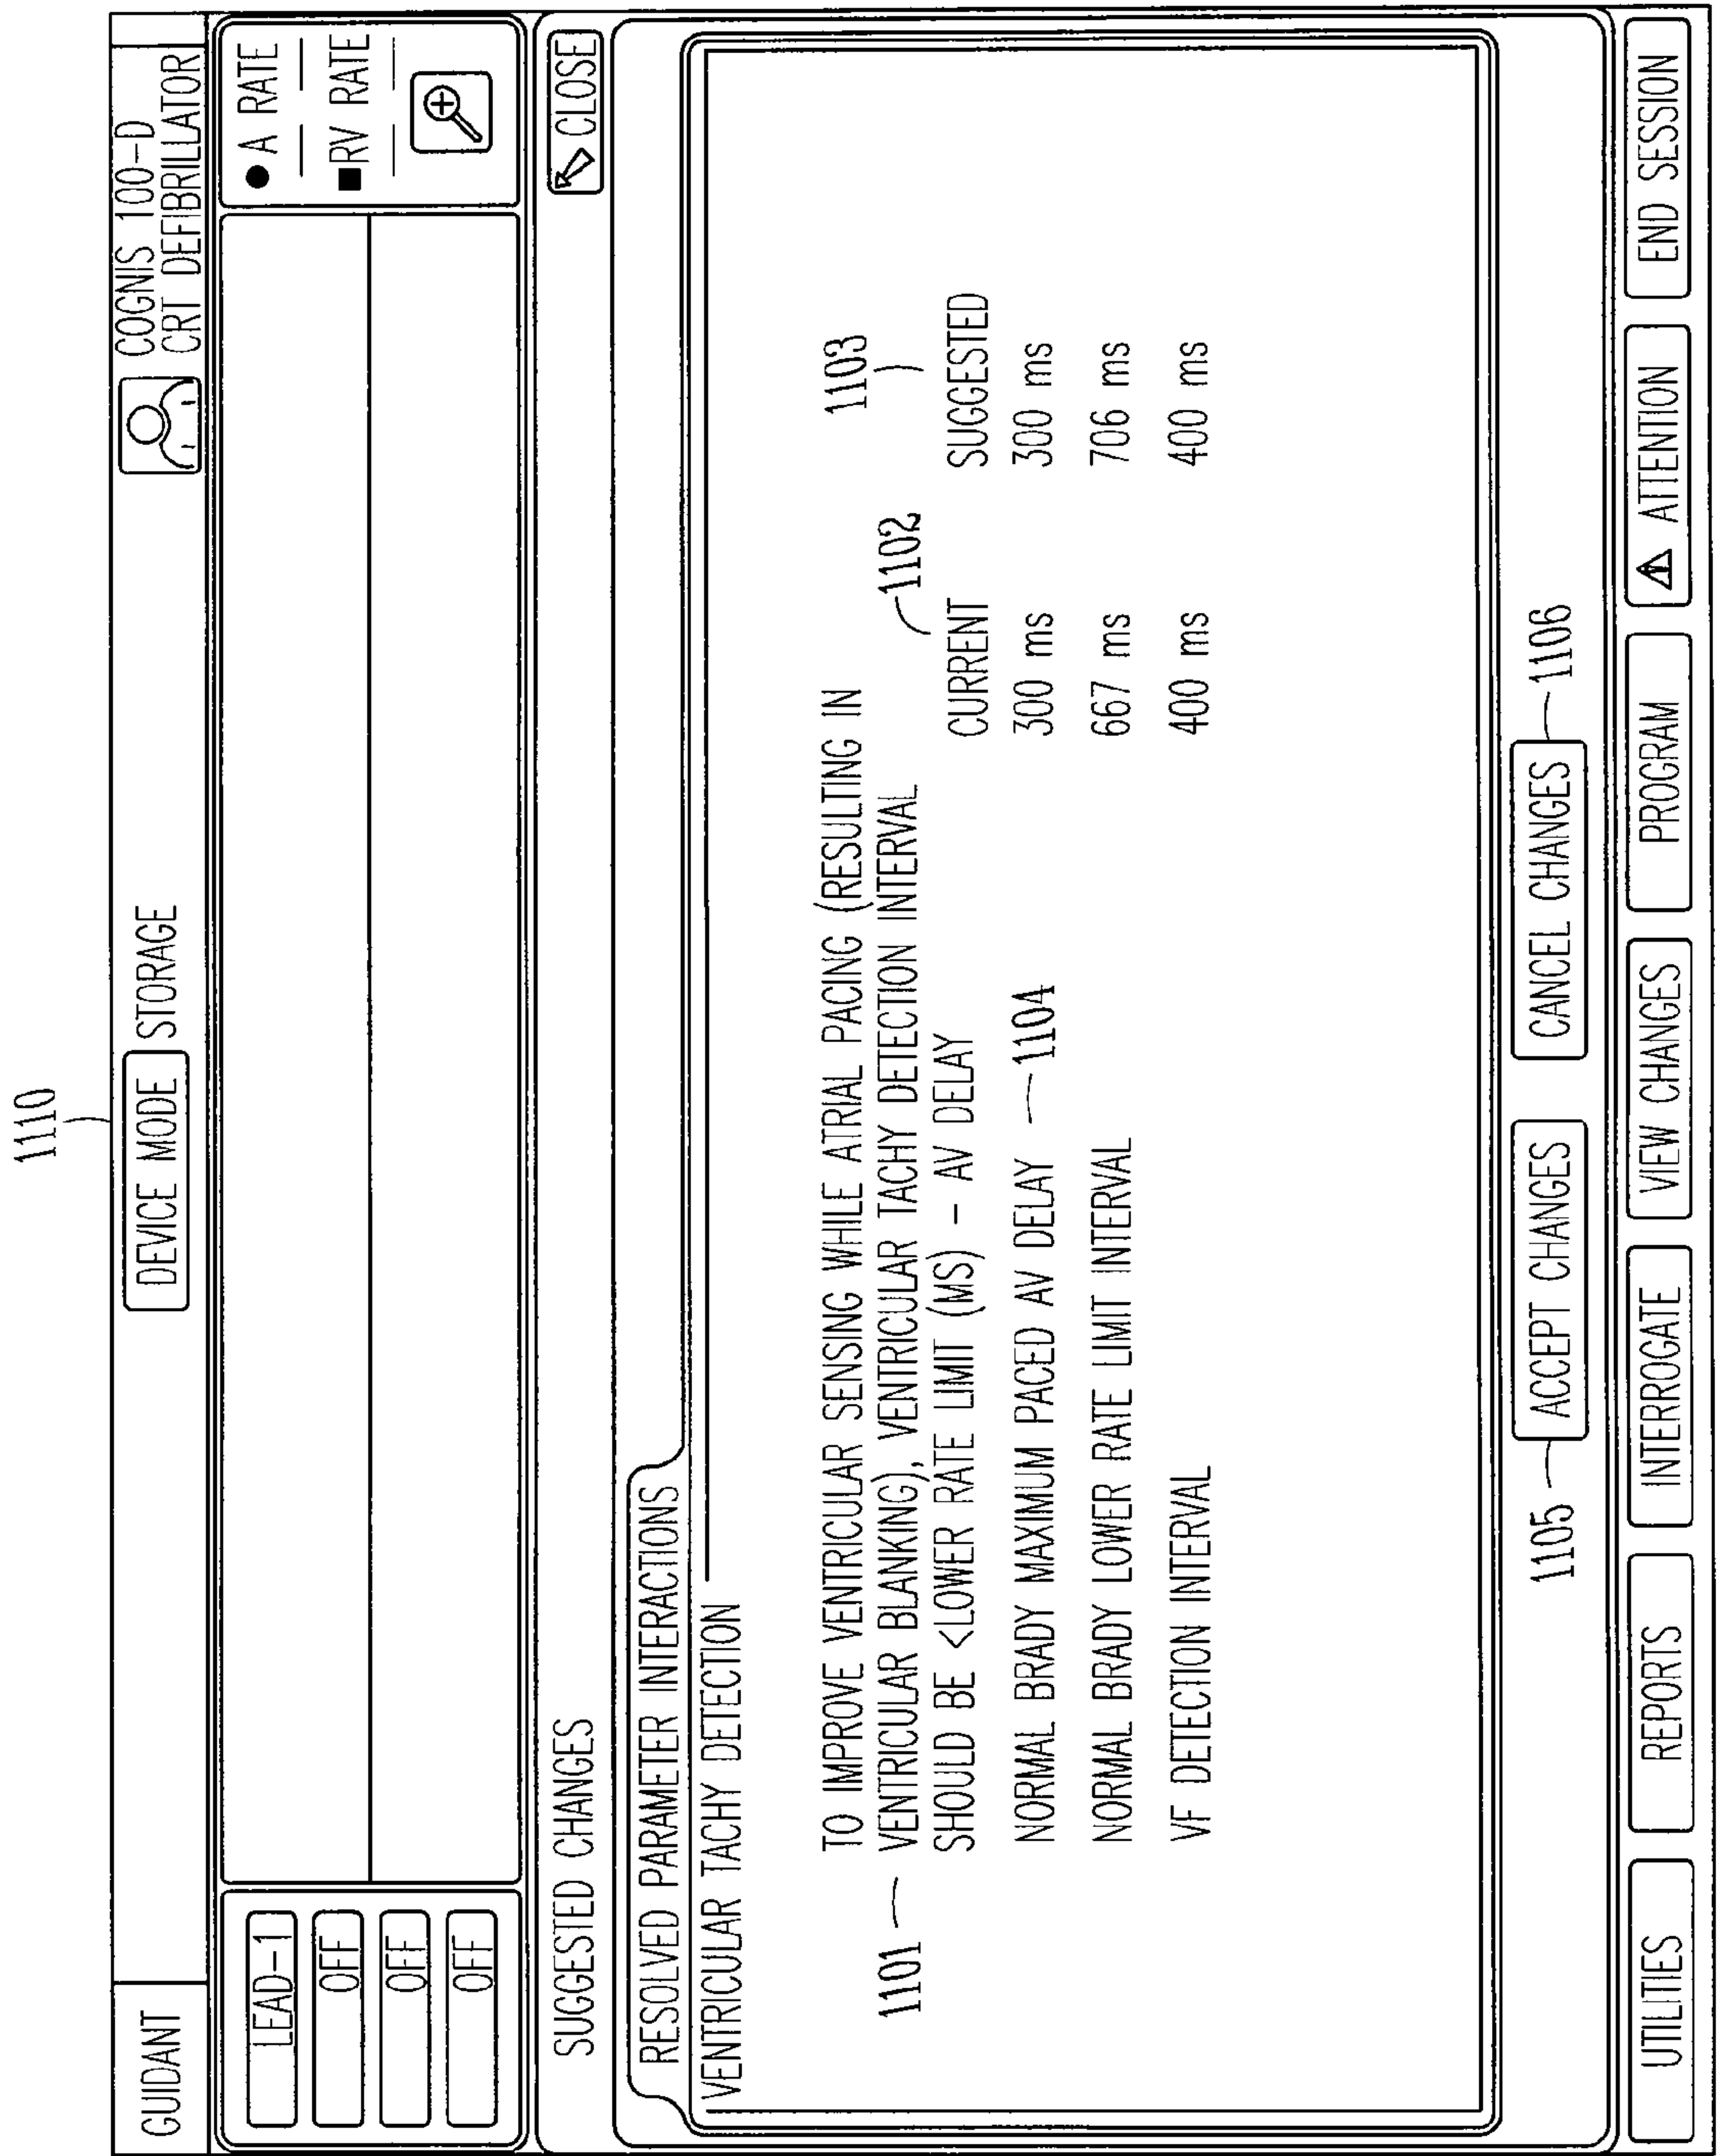 1110
GUIDANT
DEVICE MODE STORAGE
COGNIS 100-D
CRT DEFIBRILLATOR
LEAD-1
OFF
OFF
OFF
A RATE
RV RATE
SUGGESTED CHANGES
CLOSE
RESOLVED PARAMETER INTERACTIONS
VENTRICULAR TACHY DETECTION
TO IMPROVE VENTRICULAR SENSING WHILE ATRIAL PACING (RESULTING IN
1101 VENTRICULAR BLANKING), VENTRICULAR TACHY DETECTION INTERVAL
SHOULD BE <LOWER RATE LIMIT (MS) - AV DELAY
1102 1103
CURRENT SUGGESTED
NORMAL BRADY MAXIMUM PACED AV DELAY 1104 300 ms 300 ms
NORMAL BRADY LOWER RATE LIMIT INTERVAL 667 ms 706 ms
VF DETECTION INTERVAL 400 ms 400 ms
1105 ACCEPT CHANGES CANCEL CHANGES 1106
UTILITIES REPORTS INTERROGATE VIEW CHANGES PROGRAM ATTENTION END SESSION